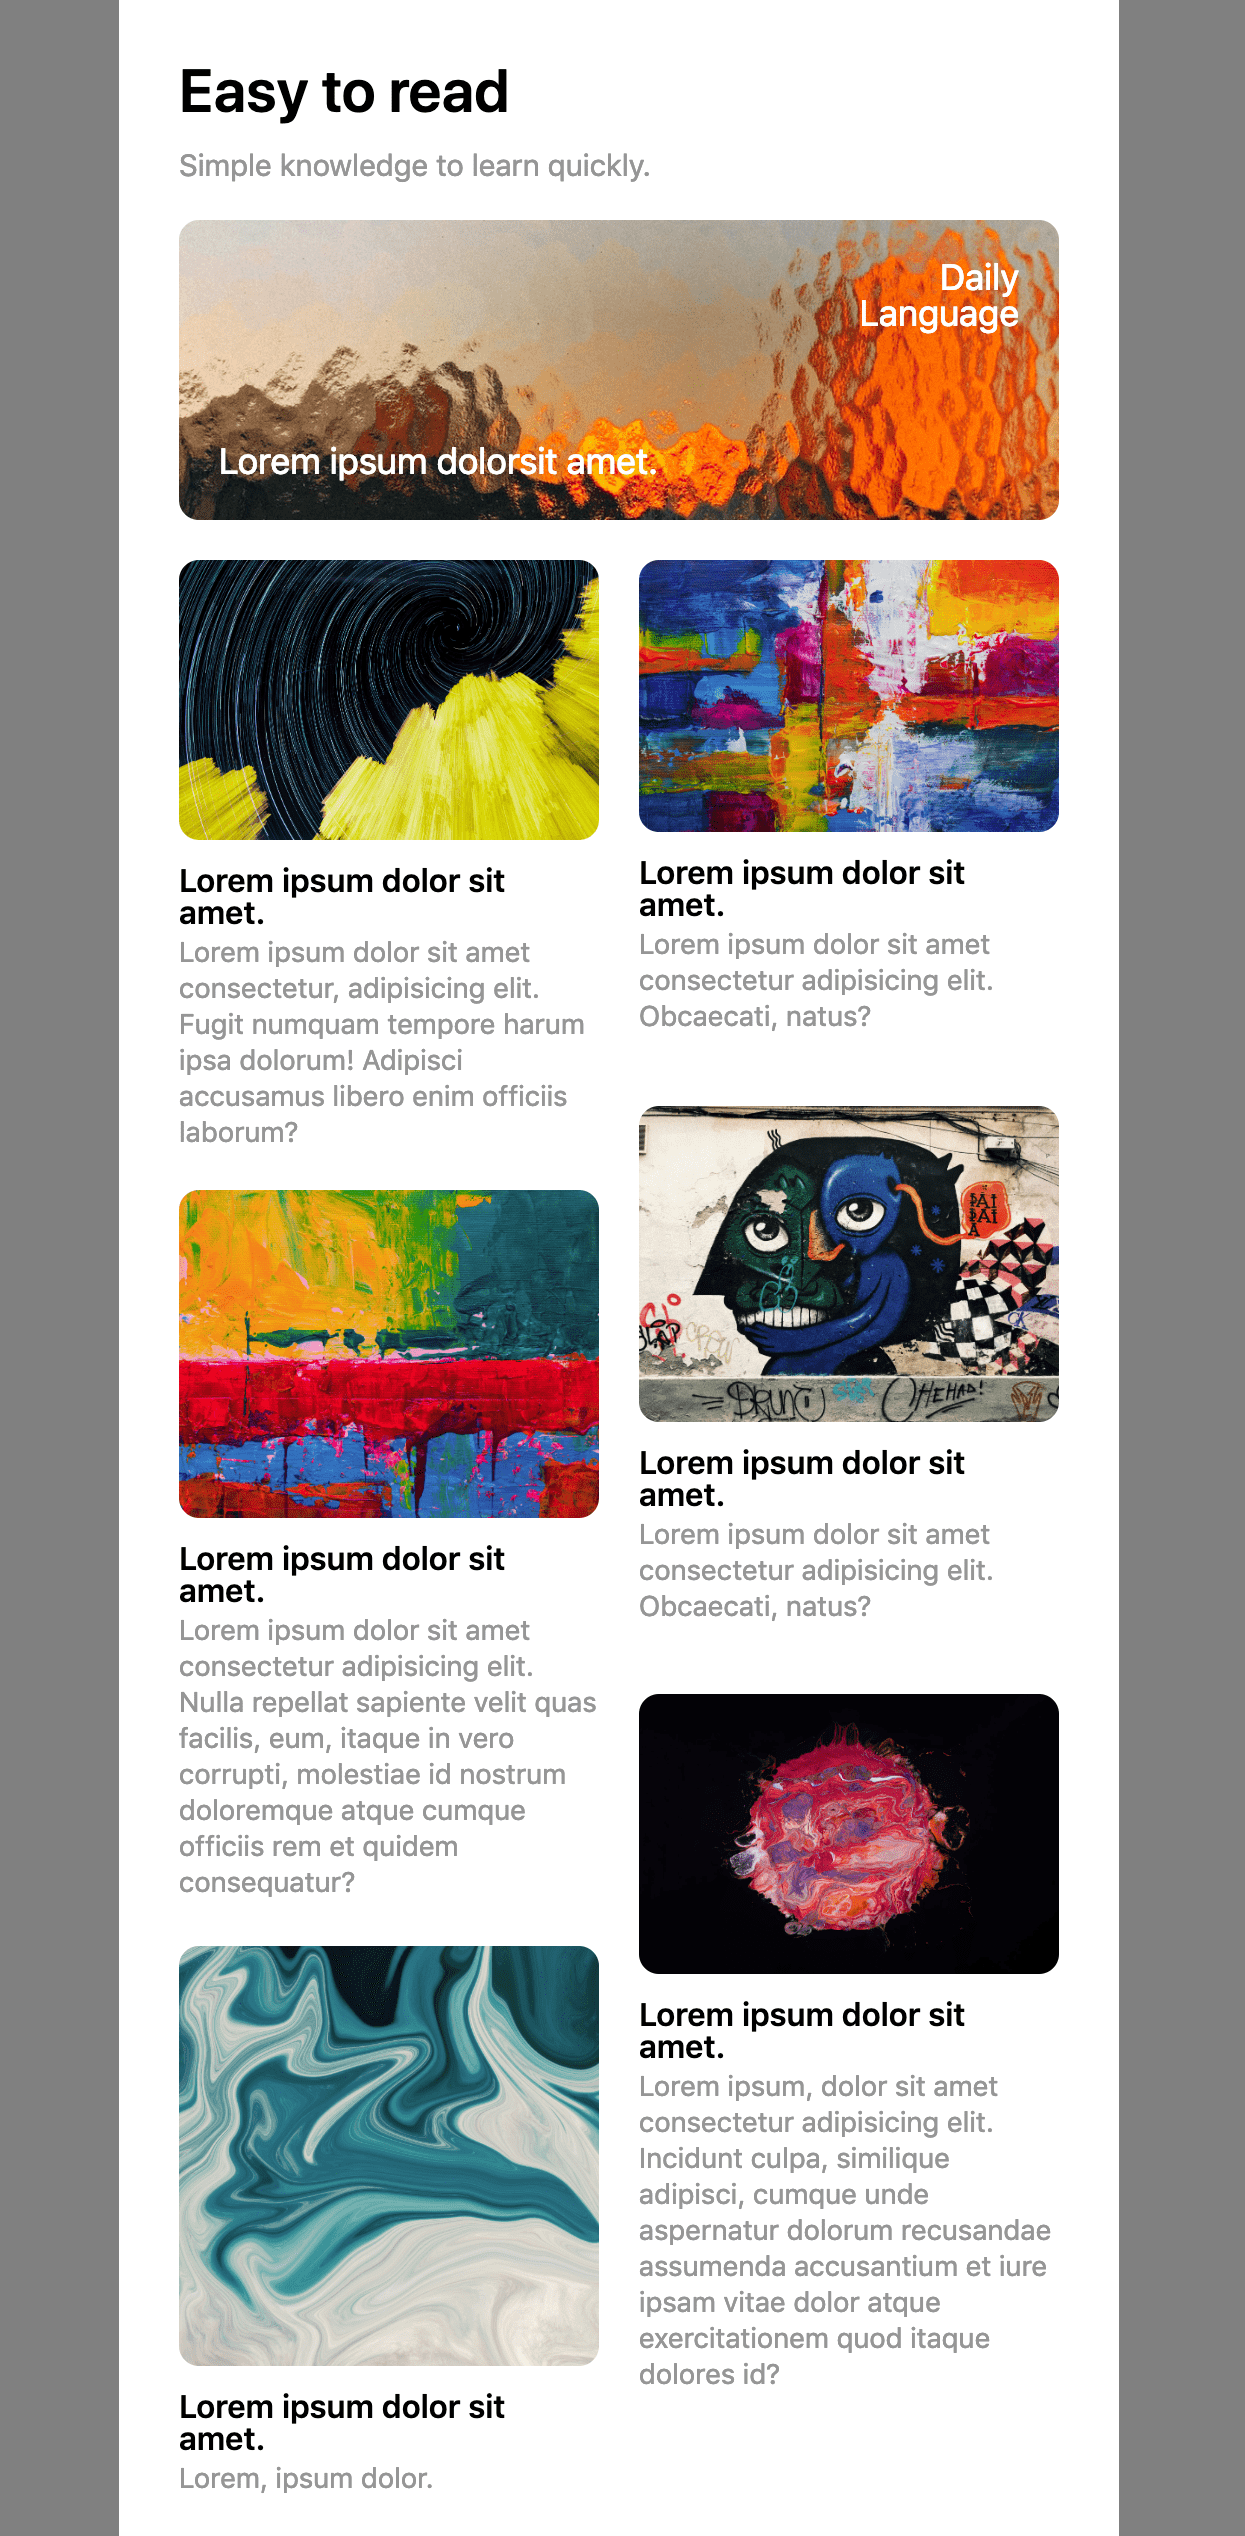 Easy to read
Simple knowledge to learn quickly.
Daily
Language
Lorem ipsum dolorsit amet.
Lorem ipsum dolor sit
amet.
Lorem ipsum dolor sit amet
consectetur, adipisicing elit.
Fugit numquam tempore harum
ipsa dolorum! Adipisci
accusamus libero enim officiis
laborum?
Lorem ipsum dolor sit
amet.
Lorem ipsum dolor sit amet
consectetur adipisicing elit.
Nulla repellat sapiente velit quas
facilis, eum, itaque in vero
corrupti, molestiae id nostrum
doloremque atque cumque
officiis rem et quidem
consequatur?
Lorem ipsum dolor sit
amet.
Lorem, ipsum dolor.
Lorem ipsum dolor sit
amet.
Lorem ipsum dolor sit amet
consectetur adipisicing elit.
Obcaecati, natus?
Lorem ipsum dolor sit
amet.
Lorem ipsum dolor sit amet
consectetur adipisicing elit.
Obcaecati, natus?
Lorem ipsum dolor sit
amet.
Lorem ipsum, dolor sit amet
consectetur adipisicing elit.
Incidunt culpa, similique
adipisci, cumque unde
aspernatur dolorum recusandae
assumenda accusantium et iure
ipsam vitae dolor atque
exercitationem quod itaque
dolores id?